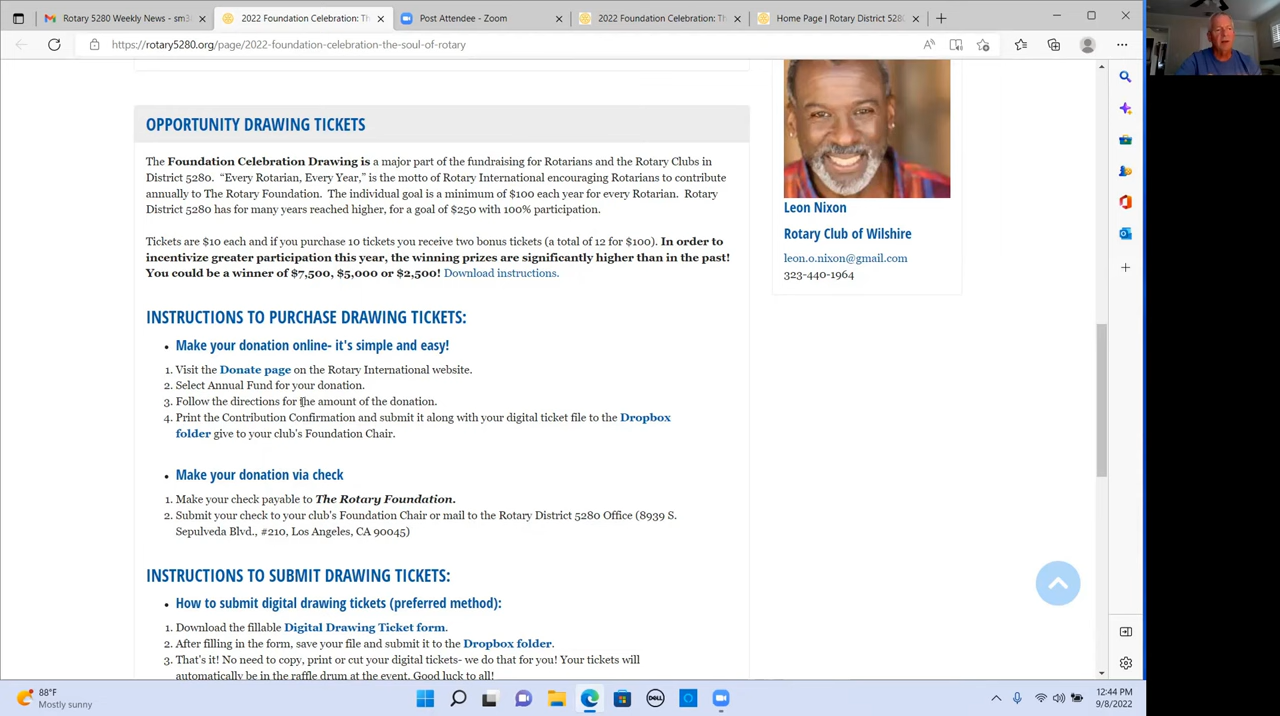 Rotary 5280 Weekly News - sm3
2022 Foundation Celebration: Th
Post Attendee - Zoom
2022 Foundation Celebration: Th
Home Page | Rotary District 528
https://rotary5280.org/page/2022-foundation-celebration-the-soul-of-rotary
OPPORTUNITY DRAWING TICKETS
The Foundation Celebration Drawing is a major part of the fundraising for Rotarians and the Rotary Clubs in
District 5280. “Every Rotarian, Every Year,” is the motto of Rotary International encouraging Rotarians to contribute
annually to The Rotary Foundation. The individual goal is a minimum of $100 each year for every Rotarian. Rotary
District 5280 has for many years reached higher, for a goal of $250 with 100% participation.
Tickets are $10 each and if you purchase 10 tickets you receive two bonus tickets (a total of 12 for $100). In order to
incentivize greater participation this year, the winning prizes are significantly higher than in the past!
You could be a winner of $7,500, $5,000 or $2,500! Download instructions.
INSTRUCTIONS TO PURCHASE DRAWING TICKETS:
• Make your donation online- it's simple and easy!
1. Visit the Donate page on the Rotary International website.
2. Select Annual Fund for your donation.
3. Follow the directions for the amount of the donation.
4. Print the Contribution Confirmation and submit it along with your digital ticket file to the Dropbox
folder give to your club's Foundation Chair.
• Make your donation via check
1. Make your check payable to The Rotary Foundation.
2. Submit your check to your club's Foundation Chair or mail to the Rotary District 5280 Office (8939 S.
Sepulveda Blvd., #210, Los Angeles, CA 90045)
INSTRUCTIONS TO SUBMIT DRAWING TICKETS:
• How to submit digital drawing tickets (preferred method):
1. Download the fillable Digital Drawing Ticket form.
2. After filling in the form, save your file and submit it to the Dropbox folder.
3. That's it! No need to copy, print or cut your digital tickets- we do that for you! Your tickets will
automatically be in the raffle drum at the event. Good luck to all!
Leon Nixon
Rotary Club of Wilshire
leon.o.nixon@gmail.com
323-440-1964
88°F
Mostly sunny
DELL
12:44 PM
9/8/2022